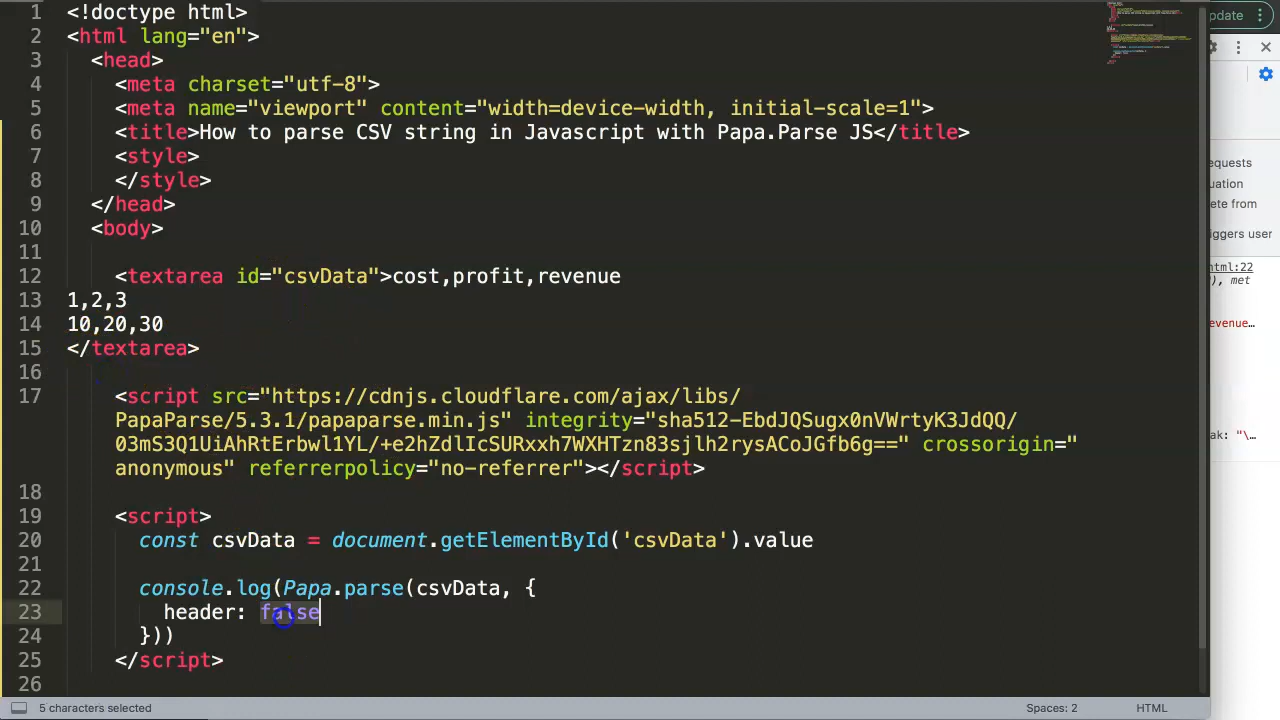 1 <!doctype html>
2 <html lang="en">
3 <head>
4 <meta charset="utf-8">
5 <meta name="viewport" content="width=device-width, initial-scale=1">
6 <title>How to parse CSV string in Javascript with Papa.Parse JS</title>
7 <style>
8 </style>
9 </head>
10 <body>
11
12 <textarea id="csvData">cost,profit,revenue
13 1,2,3
14 10,20,30
15 </textarea>
16
17 <script src="https://cdnjs.cloudflare.com/ajax/libs/
PapaParse/5.3.1/papaparse.min.js" integrity="sha512-EbdJQSugx0nVWrtyK3JdQQ/
03mS3Q1UiAhRtErbwl1YL/+e2hZdlIcSURxxh7WXHTzn83sjlh2rysACoJGfb6g==" crossorigin="
anonymous" referrerpolicy="no-referrer"></script>
18
19 <script>
20 const csvData = document.getElementById('csvData').value
21
22 console.log(Papa.parse(csvData, {
23 header: false
24 }))
25 </script>
26
5 characters selected
Spaces: 2
HTML
update
equests
uation
ete from
iggers user
html:22
), met
evenue…
ak: "\…